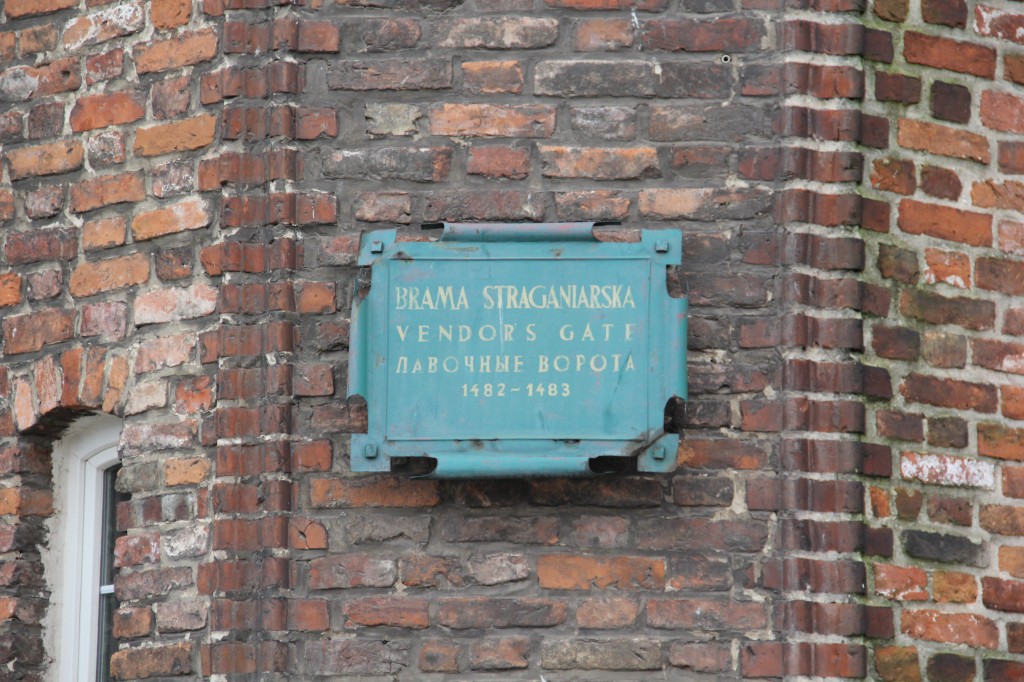 BRAMA STRAGANIARSKA
VENDOR'S GATE
ЛАВОЧНЫЕ ВОРОТА
1482-1483